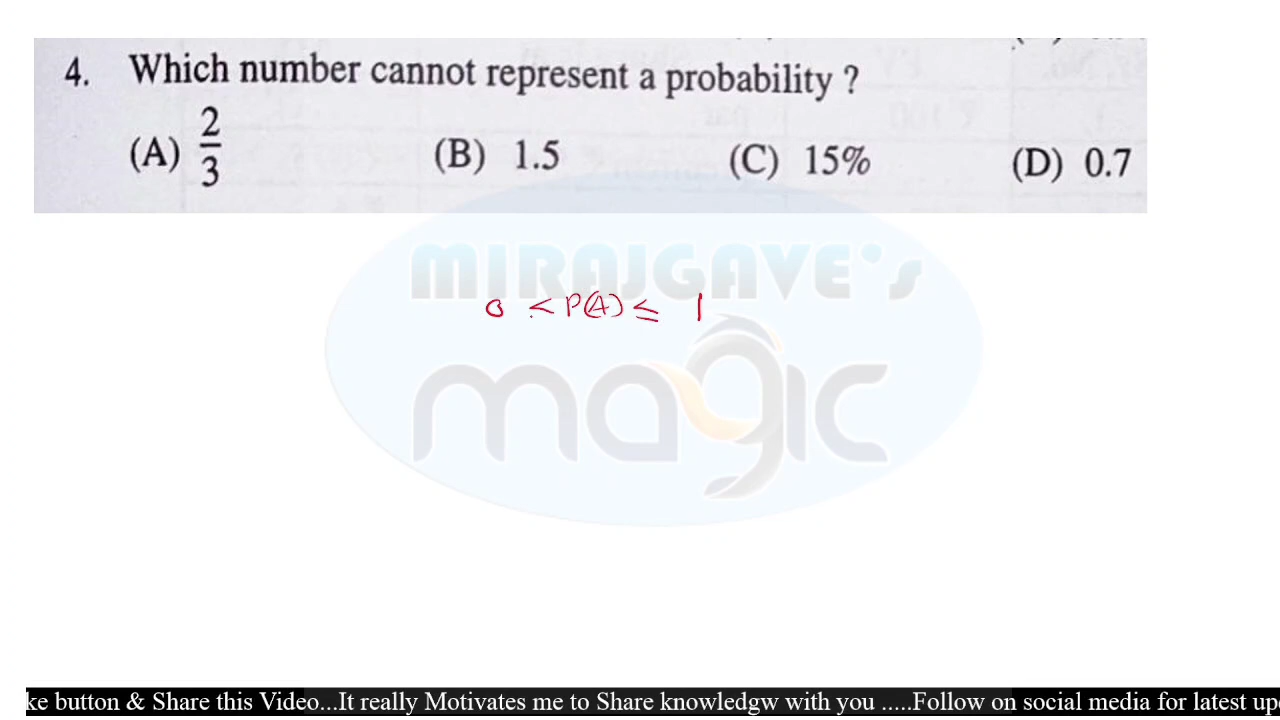 4. Which number cannot represent a probability ?
(A) 2/3 (B) 1.5 (C) 15% (D) 0.7
MIRAJGAVE's
0 < P(A) ≤ 1
magic
ke button & Share this Video...It really Motivates me to Share knowledgw with you .....Follow on social media for latest up